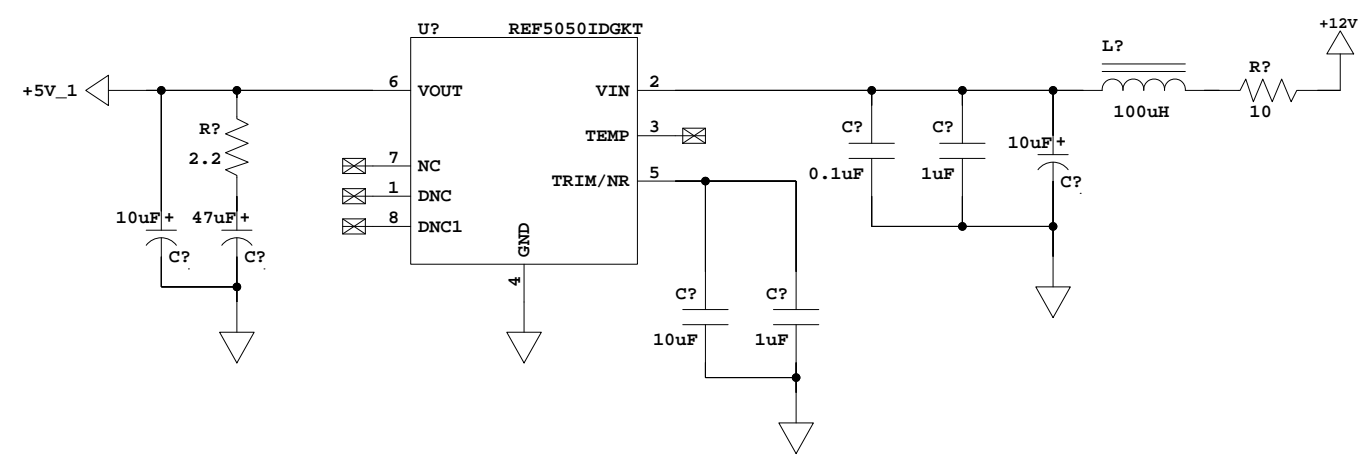 +12V
U? REF5050IDGKT
L?
R?
+5V_1
6 VOUT
VIN 2
100uH
10
R?
2.2
TEMP 3
C?
0.1uF
C?
1uF
10uF+
C?
7 NC
1 DNC
8 DNC1
TRIM/NR 5
10uF+
C?
47uF+
C?
GND
4
C?
10uF
C?
1uF